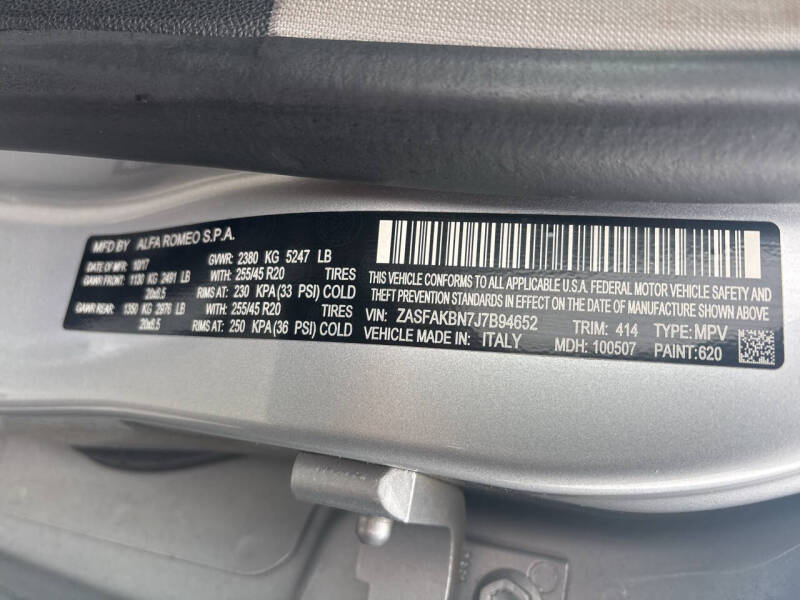 MFD BY ALFA ROMEO S.P.A.
DATE OF MFR: 10/17 GVWR: 2380 KG 5247 LB
GAWR FRONT: 1130 KG 2491 LB WITH: 255/45 R20 TIRES
20x8.5 RIMS AT: 230 KPA (33 PSI) COLD
GAWR REAR: 1350 KG 2976 LB WITH: 255/45 R20 TIRES
20x8.5 RIMS AT: 250 KPA (36 PSI) COLD
THIS VEHICLE CONFORMS TO ALL APPLICABLE U.S.A. FEDERAL MOTOR VEHICLE SAFETY AND
THEFT PREVENTION STANDARDS IN EFFECT ON THE DATE OF MANUFACTURE SHOWN ABOVE
VIN: ZASFAKBN7J7B94652 TRIM: 414 TYPE: MPV
VEHICLE MADE IN: ITALY MDH: 100507 PAINT: 620